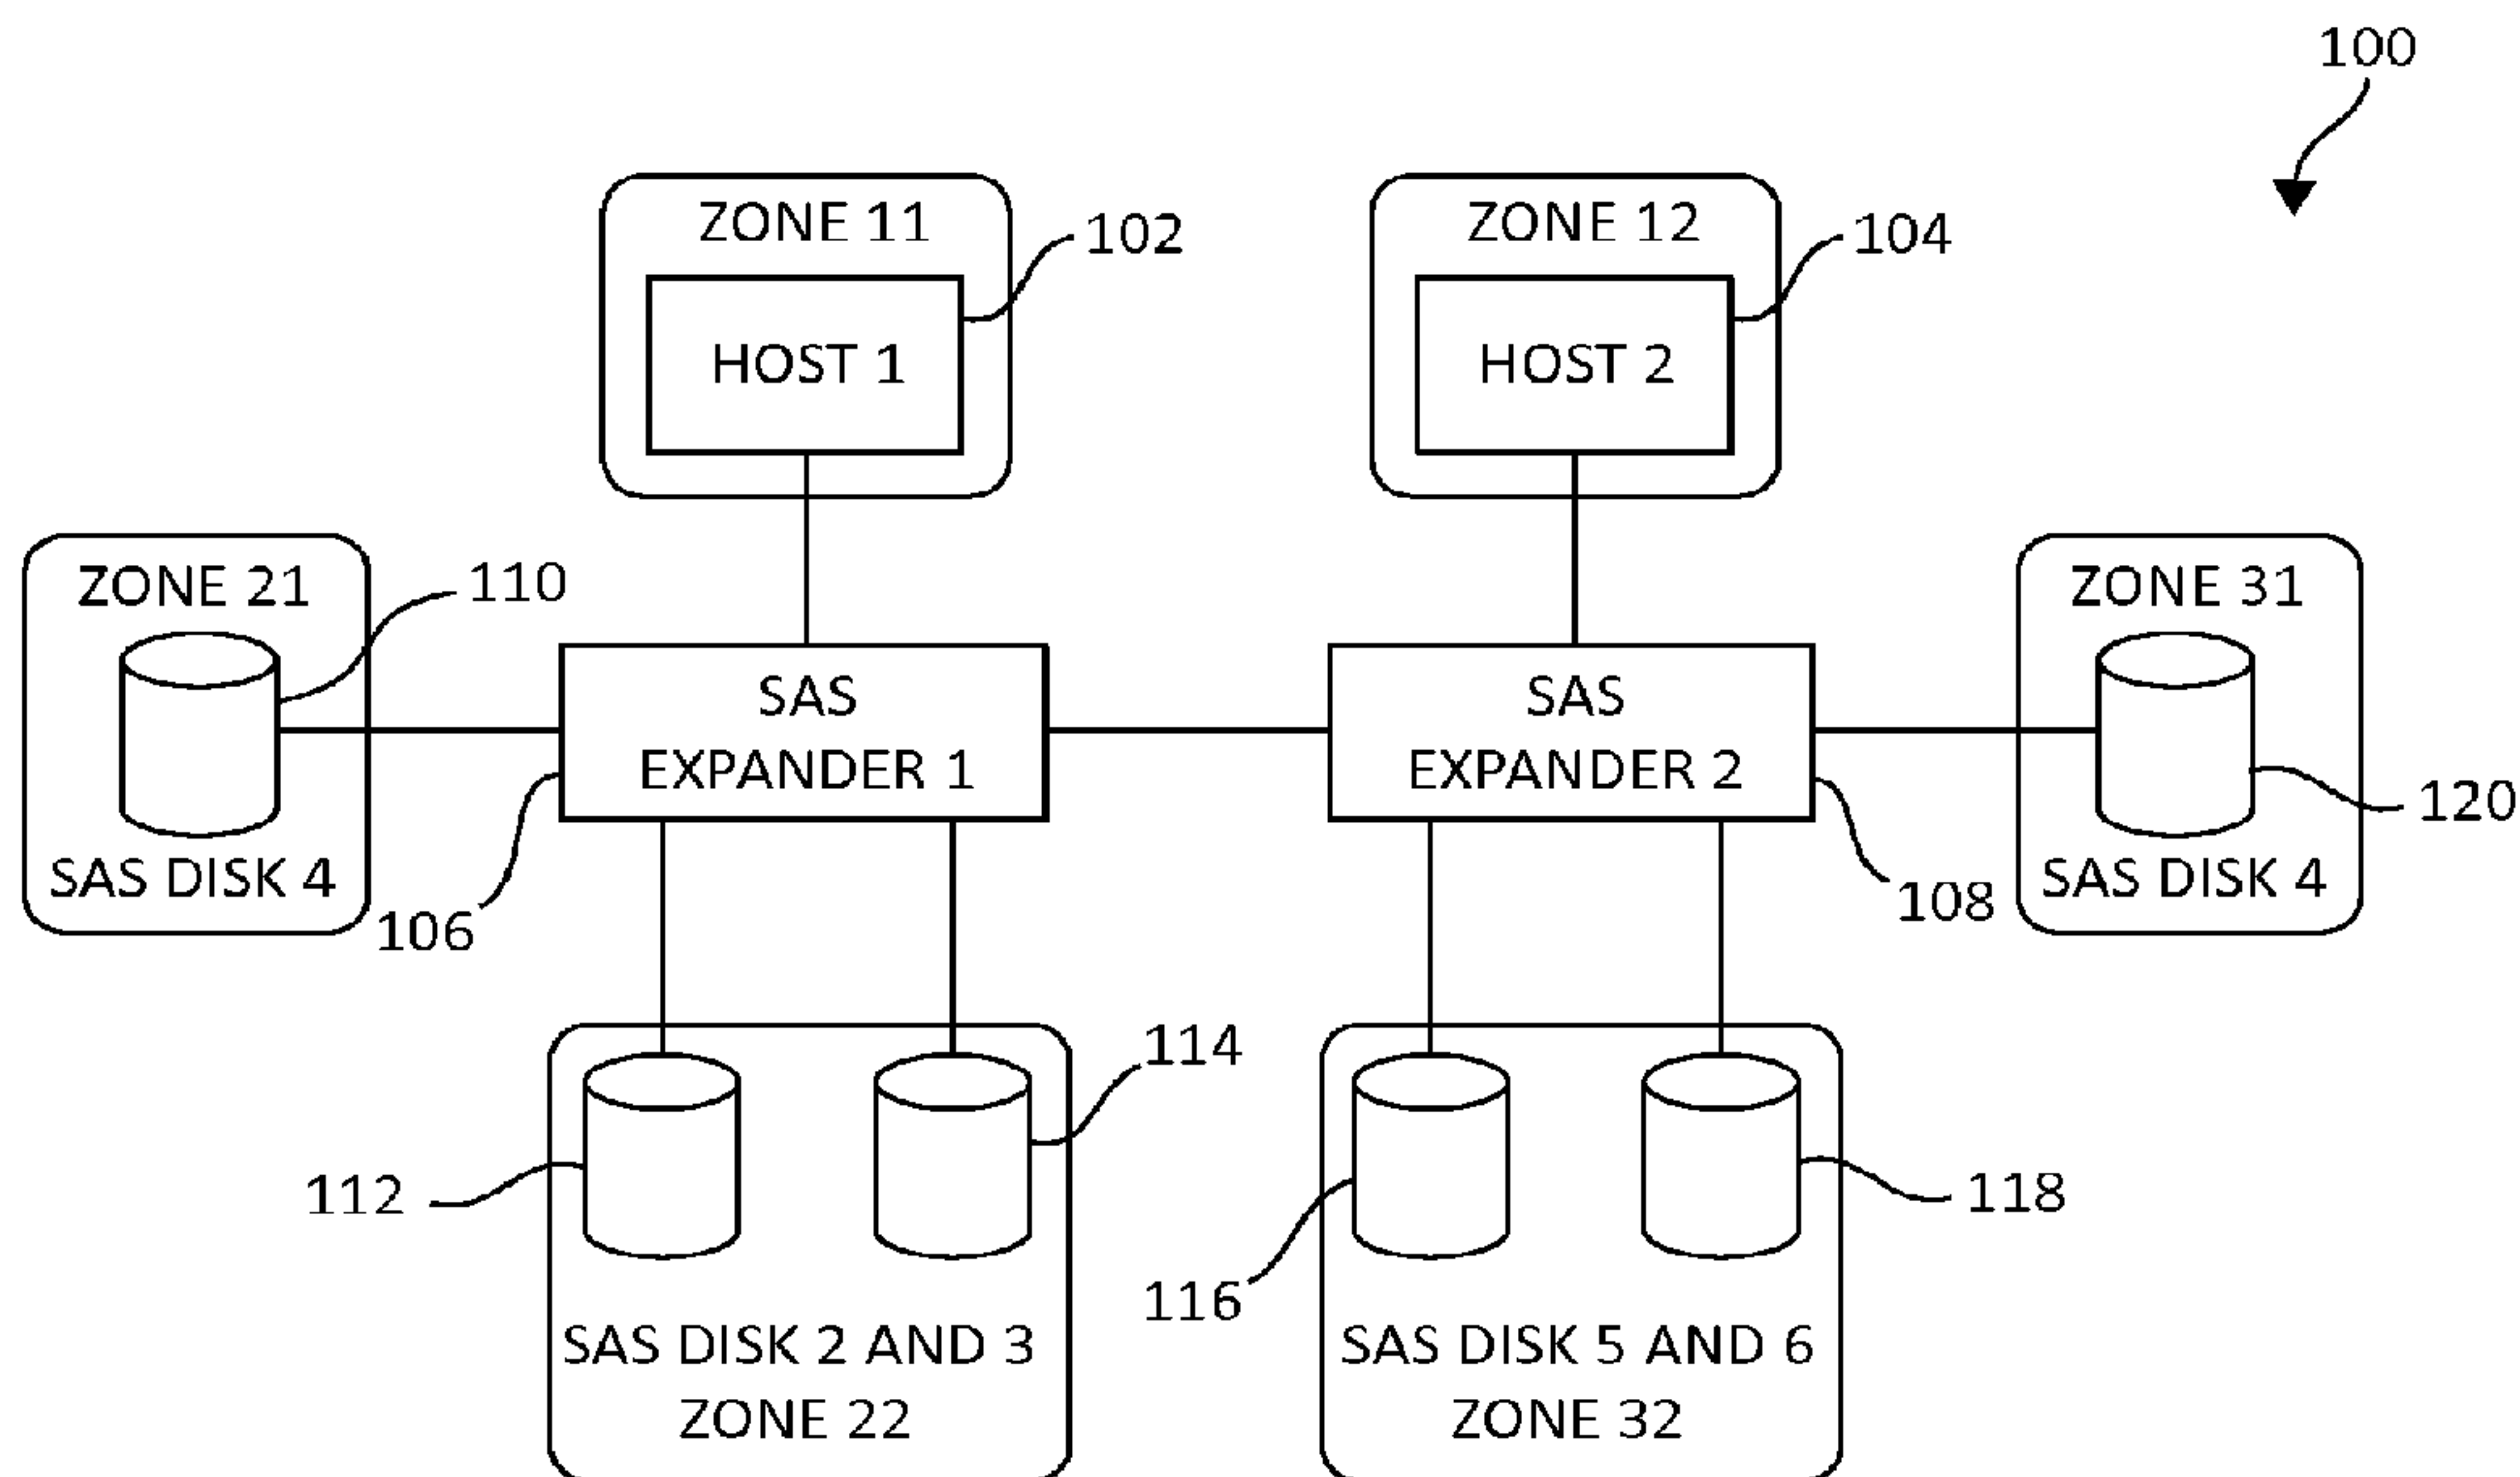 100
ZONE 11
102
HOST 1
ZONE 12
104
HOST 2
ZONE 21
110
SAS DISK 4
SAS
EXPANDER 1
106
SAS
EXPANDER 2
108
ZONE 31
120
SAS DISK 4
112
114
SAS DISK 2 AND 3
ZONE 22
116
118
SAS DISK 5 AND 6
ZONE 32